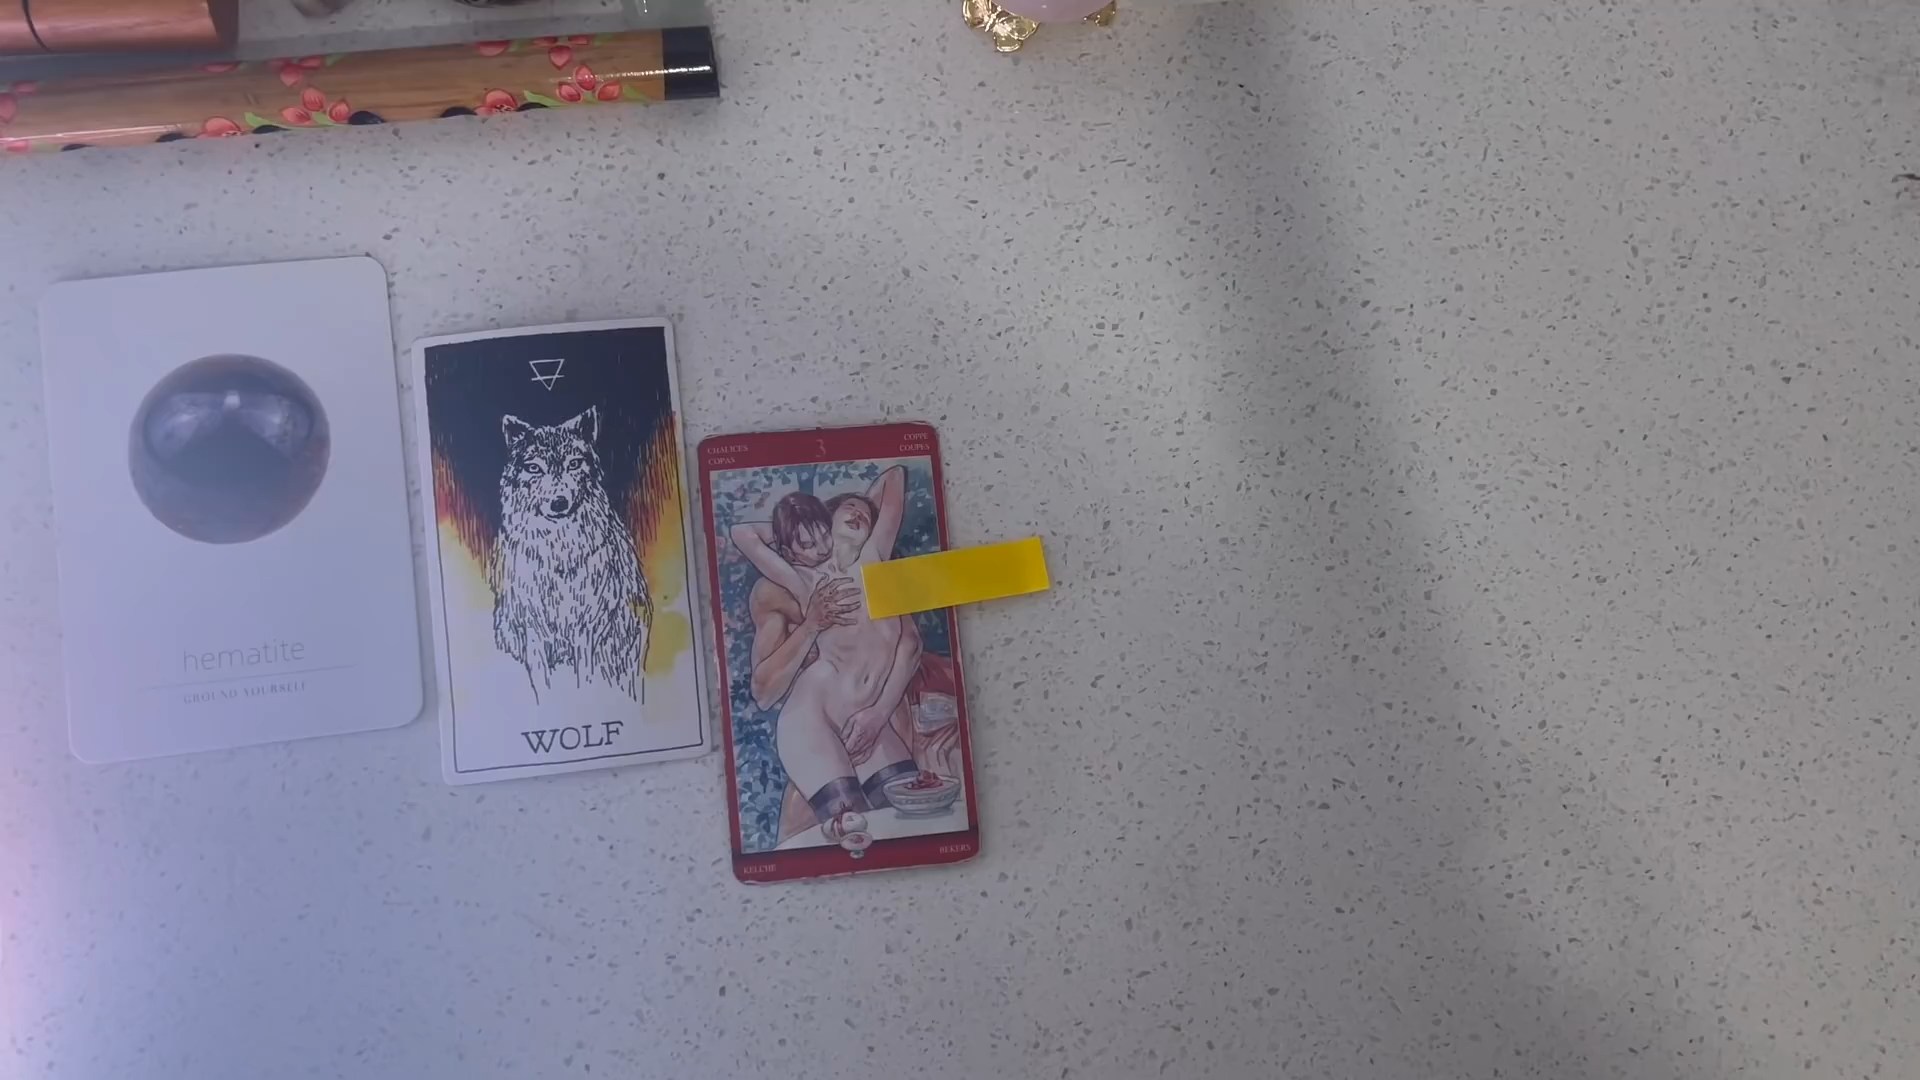 hematite
GROUND YOURSELF
WOLF
CHALICES
COPAS
3
COPPE
COUPES
KELCHE
BEKERS